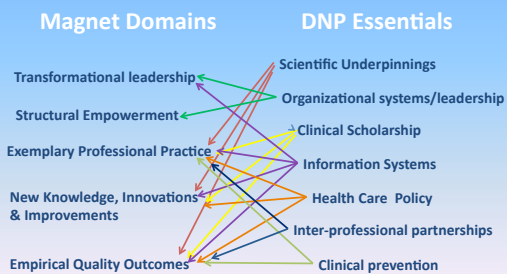 Magnet Domains
DNP Essentials
Transformational leadership
Structural Empowerment
Exemplary Professional Practice
New Knowledge, Innovations
& Improvements
Empirical Quality Outcomes
Scientific Underpinnings
Organizational systems/leadership
Clinical Scholarship
Information Systems
Health Care Policy
Inter-professional partnerships
Clinical prevention